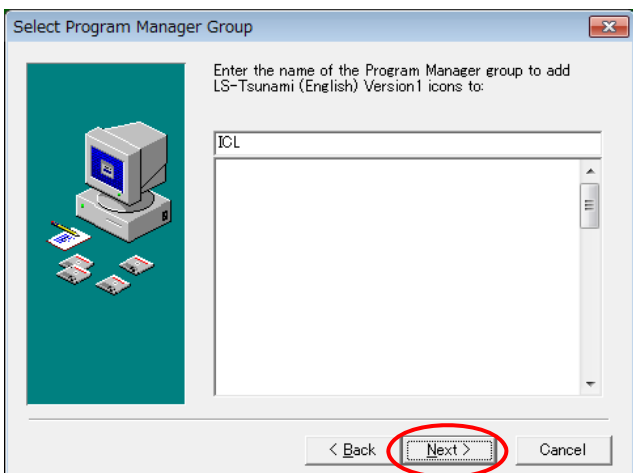 Select Program Manager Group
Enter the name of the Program Manager group to add
LS-Tsunami (English) Version1 icons to:
ICL
< Back
Next >
Cancel